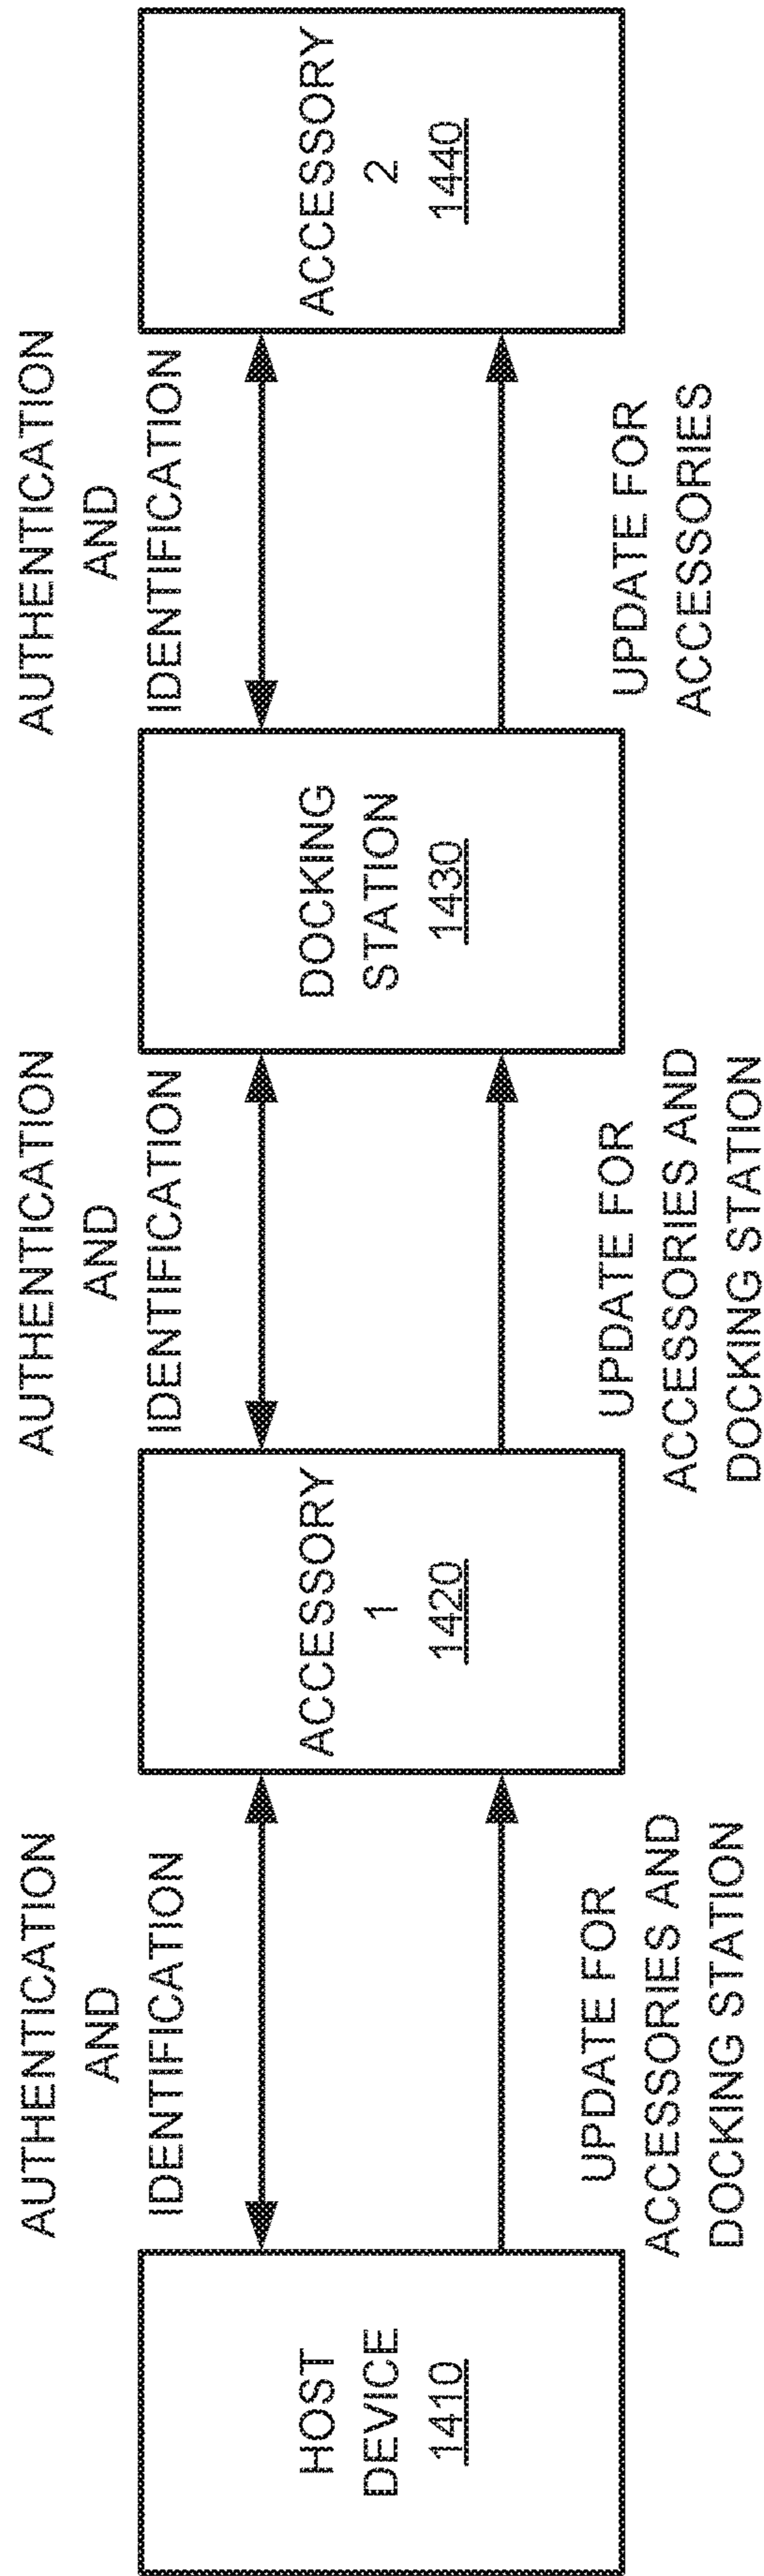 HOST
DEVICE
1410
AUTHENTICATION
AND
IDENTIFICATION
UPDATE FOR
ACCESSORIES AND
DOCKING STATION
ACCESSORY
1
1420
AUTHENTICATION
AND
IDENTIFICATION
UPDATE FOR
ACCESSORIES AND
DOCKING STATION
DOCKING
STATION
1430
AUTHENTICATION
AND
IDENTIFICATION
UPDATE FOR
ACCESSORIES
ACCESSORY
2
1440